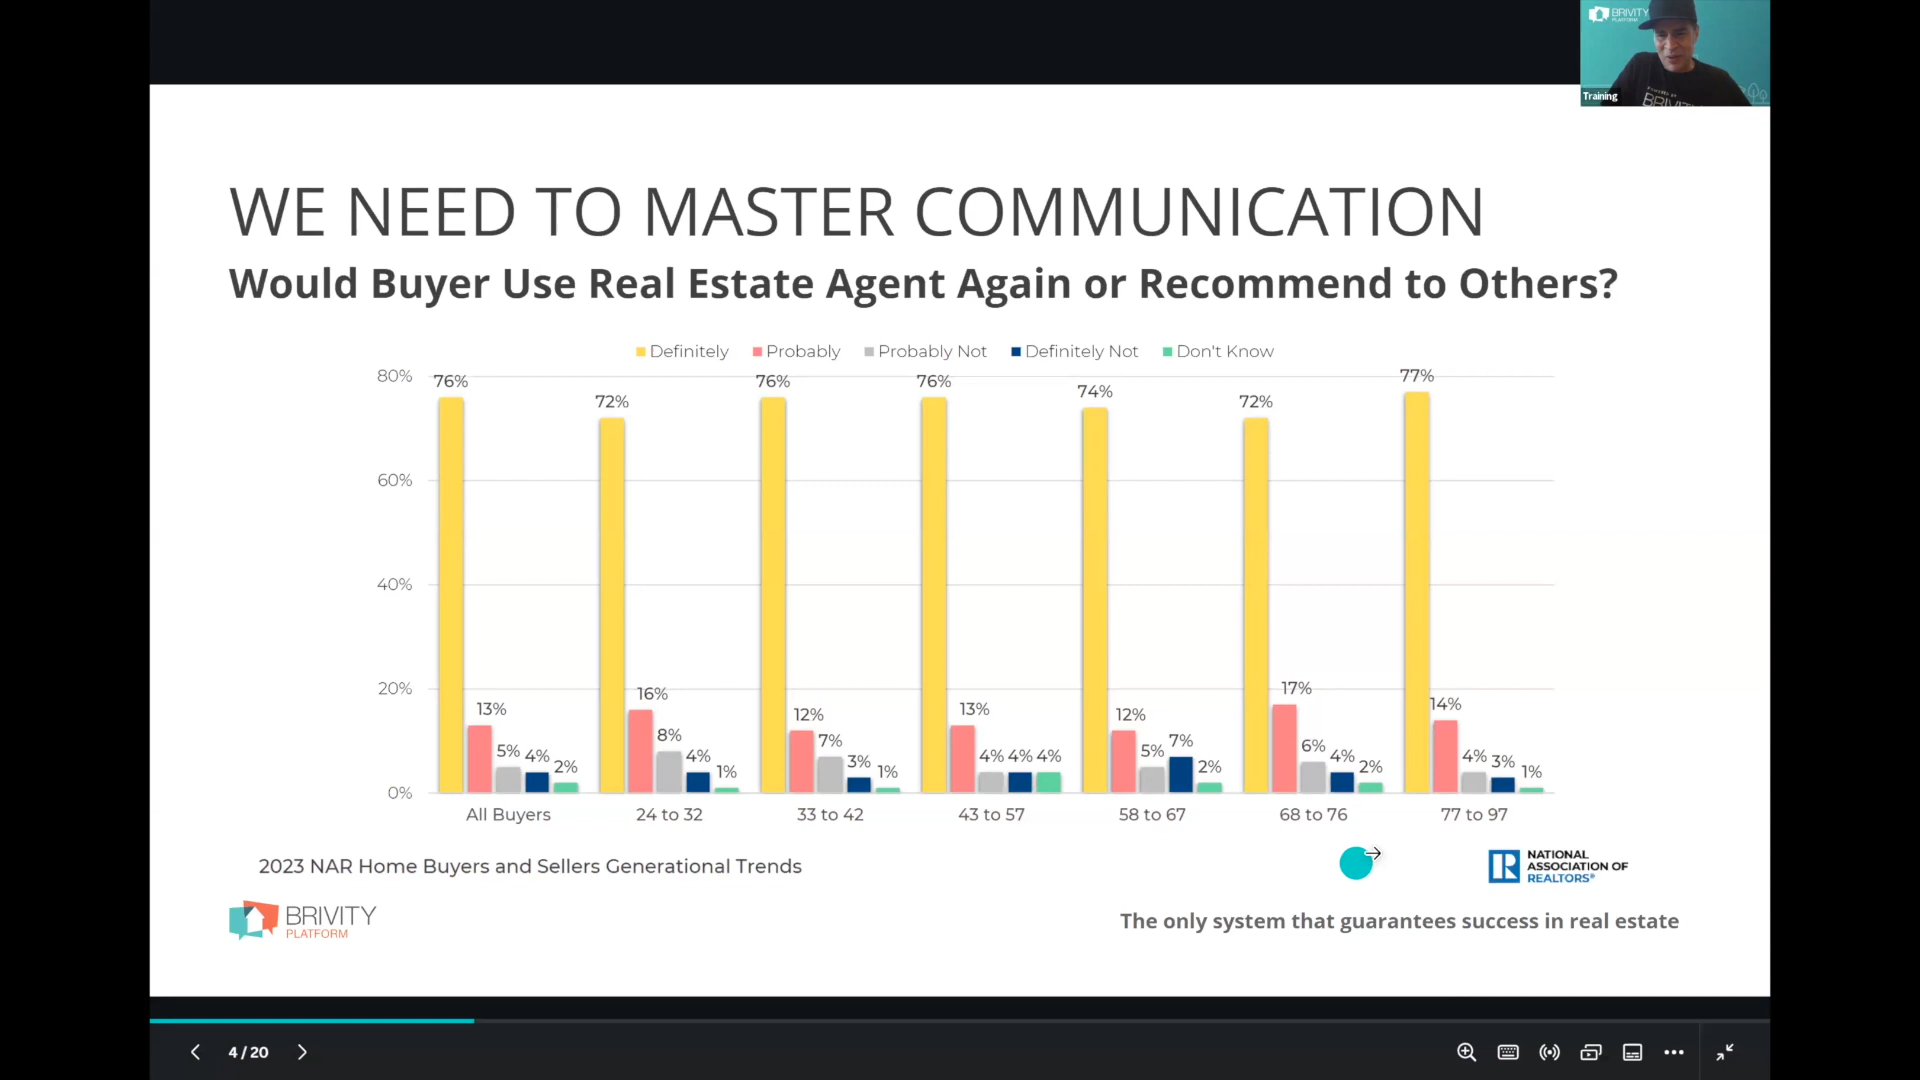 BRIVITY
PLATFORM
Training
WE NEED TO MASTER COMMUNICATION
Would Buyer Use Real Estate Agent Again or Recommend to Others?
Definitely Probably Probably Not Definitely Not Don't Know
80% 76% 72% 76% 76% 74% 72% 77%
60%
40%
20%
13% 5% 4% 2% 16% 8% 4% 1% 12% 7% 3% 1% 13% 4% 4% 4% 12% 5% 7% 2% 17% 6% 4% 2% 14% 4% 3% 1%
0%
All Buyers 24 to 32 33 to 42 43 to 57 58 to 67 68 to 76 77 to 97
2023 NAR Home Buyers and Sellers Generational Trends
NATIONAL
ASSOCIATION OF
REALTORS®
BRIVITY
PLATFORM
The only system that guarantees success in real estate
4 / 20